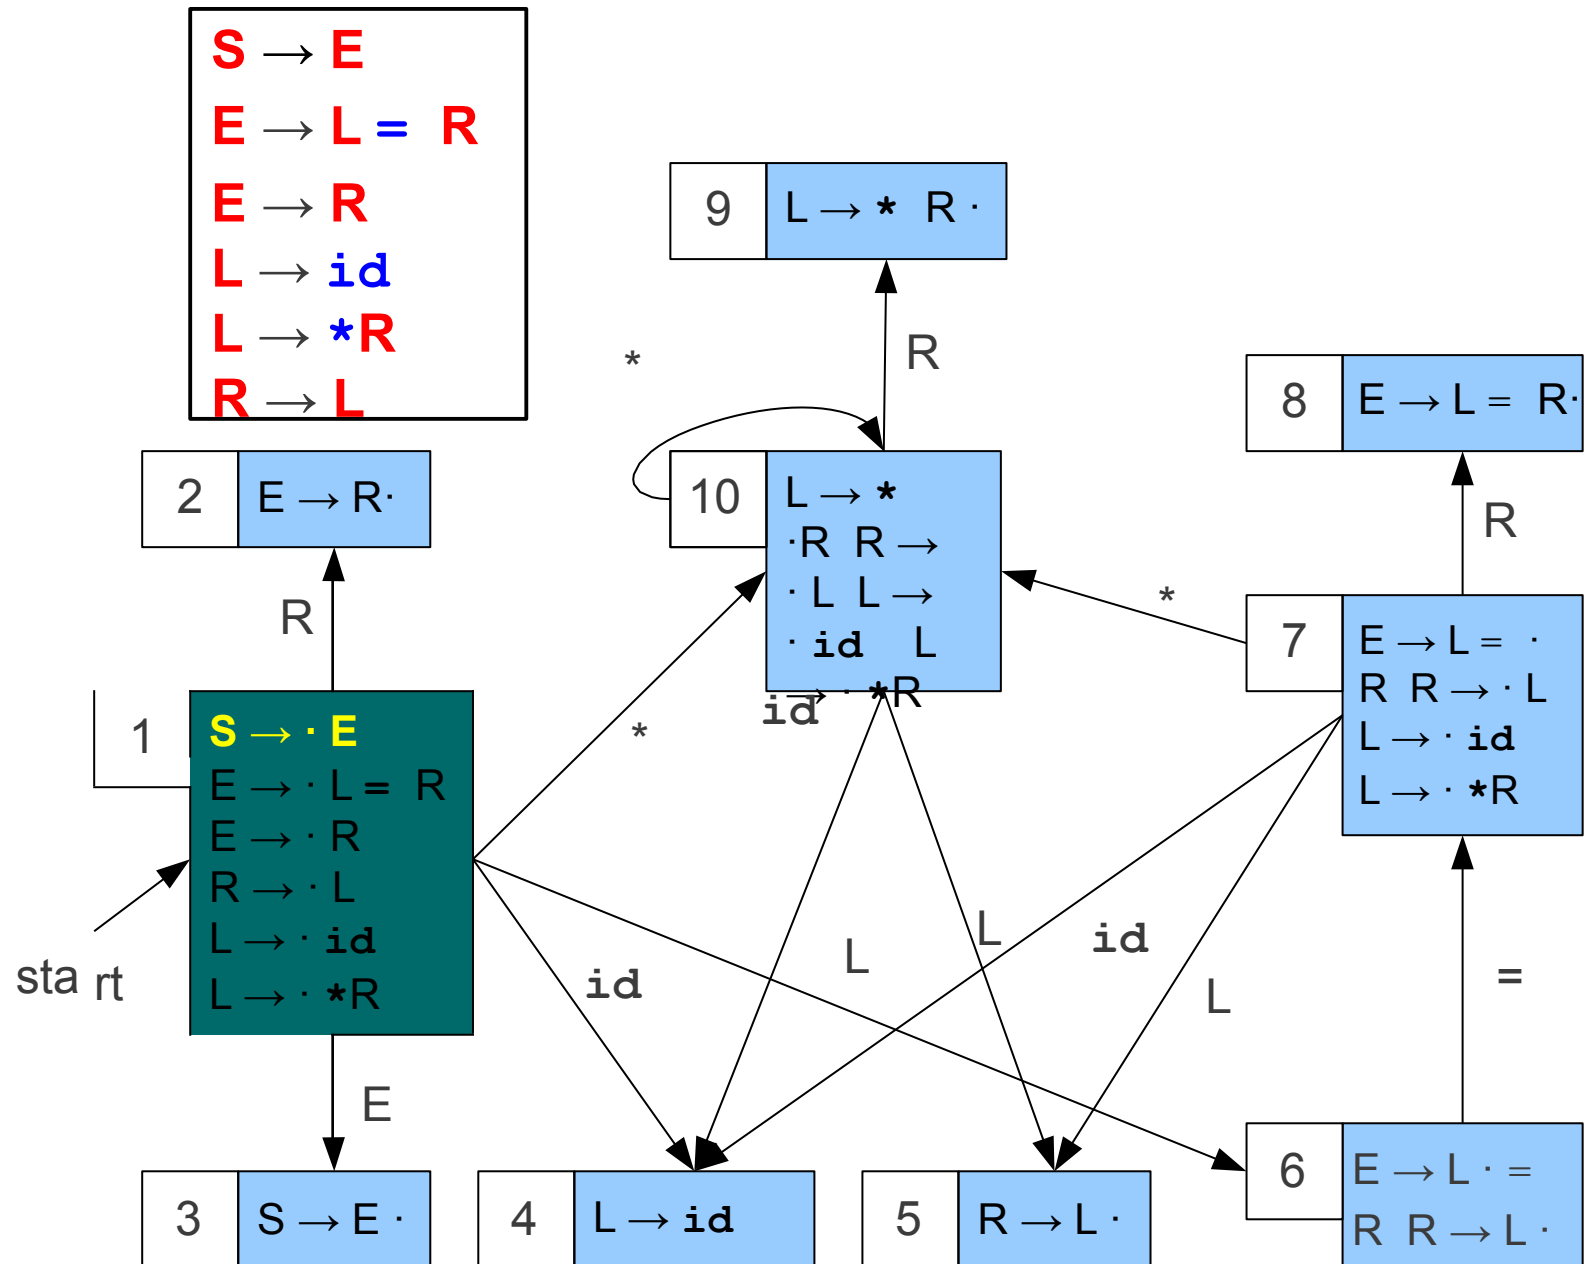 S → E
E → L = R
E → R
L → id
L → *R
R → L
9
L → * R ·
*
R
8
E → L = R·
2
E → R·
10
L → *
·R R →
· L L →
· id L
→ · *R
id
R
R
*
7
E → L = ·
R R → · L
L → · id
L → · *R
1
S → · E
E → · L = R
E → · R
R → · L
L → · id
L → · *R
*
sta rt
id
L
L
id
L
=
E
3
S → E ·
4
L → id
5
R → L ·
6
E → L · =
R R → L ·